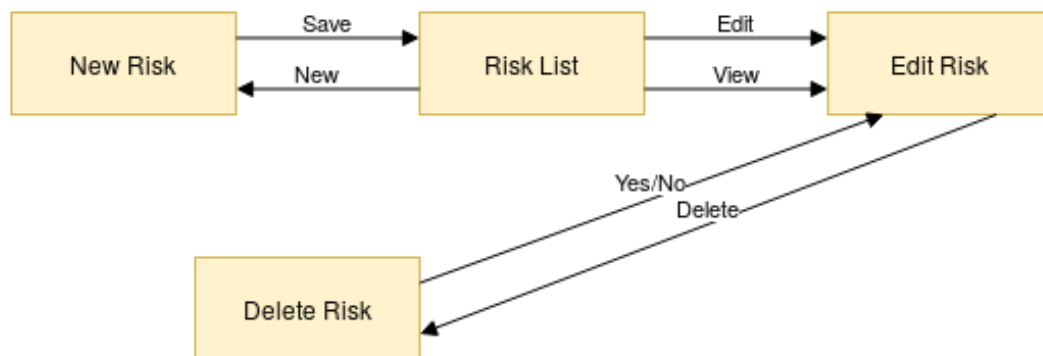 New Risk
Save
New
Risk List
Edit
View
Edit Risk
Yes/No
Delete
Delete Risk